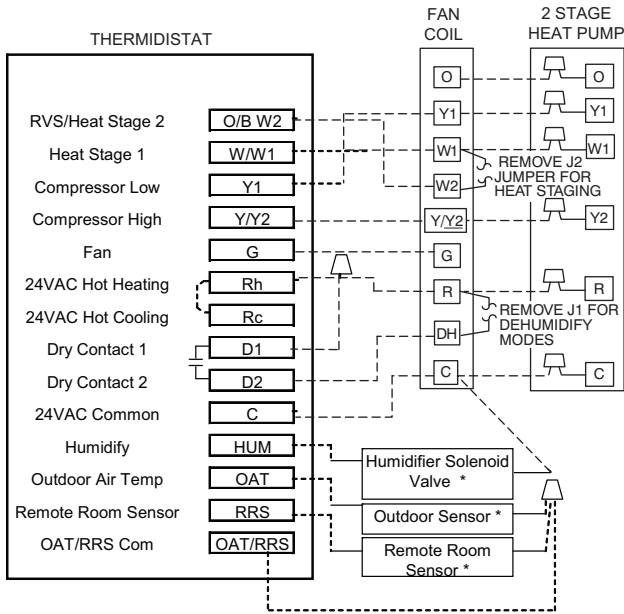 FAN
COIL
2 STAGE
HEAT PUMP
THERMIDISTAT
RVS/Heat Stage 2
O/B W2
Heat Stage 1
W/W1
Compressor Low
Y1
Compressor High
Y/Y2
Fan
G
24VAC Hot Heating
Rh
24VAC Hot Cooling
Rc
Dry Contact 1
D1
Dry Contact 2
D2
24VAC Common
C
Humidify
HUM
Outdoor Air Temp
OAT
Remote Room Sensor
RRS
OAT/RRS Com
OAT/RRS
O
Y1
W1
W2
Y/Y2
G
R
DH
C
REMOVE J2
JUMPER FOR
HEAT STAGING
REMOVE J1 FOR
DEHUMIDIFY
MODES
O
Y1
W1
Y2
R
C
Humidifier Solenoid
Valve *
Outdoor Sensor *
Remote Room
Sensor *